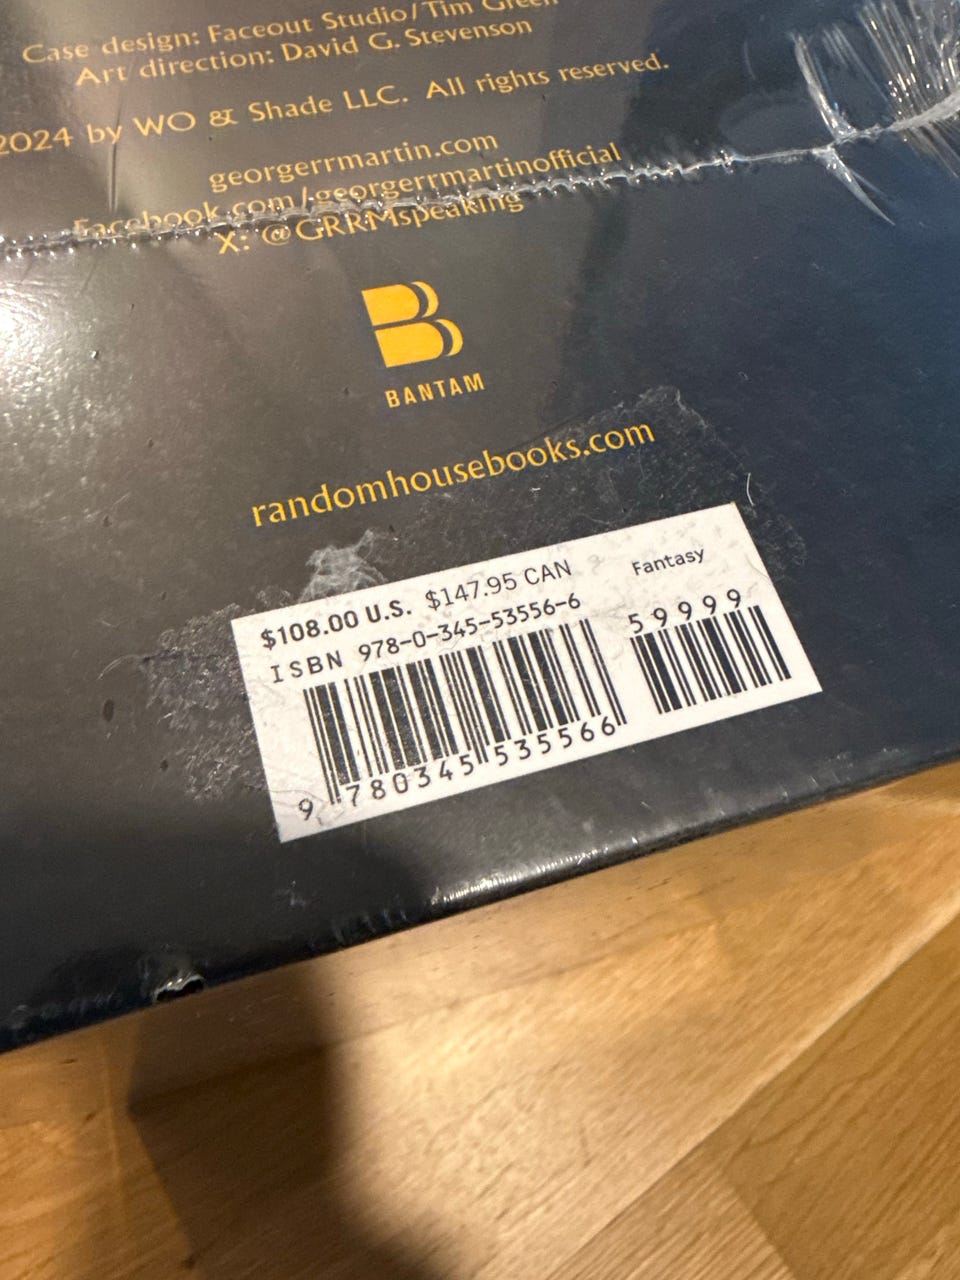 Case design: Faceout Studio/Tim Green
Art direction: David G. Stevenson
2024 by WO & Shade LLC. All rights reserved.
georgerrmartin.com
Facebook.com/georgerrmartinofficial
X: @GRRMspeaking
B
BANTAM
randomhousebooks.com
$108.00 U.S. $147.95 CAN Fantasy
ISBN 978-0-345-53556-6
59999
9 780345 535566